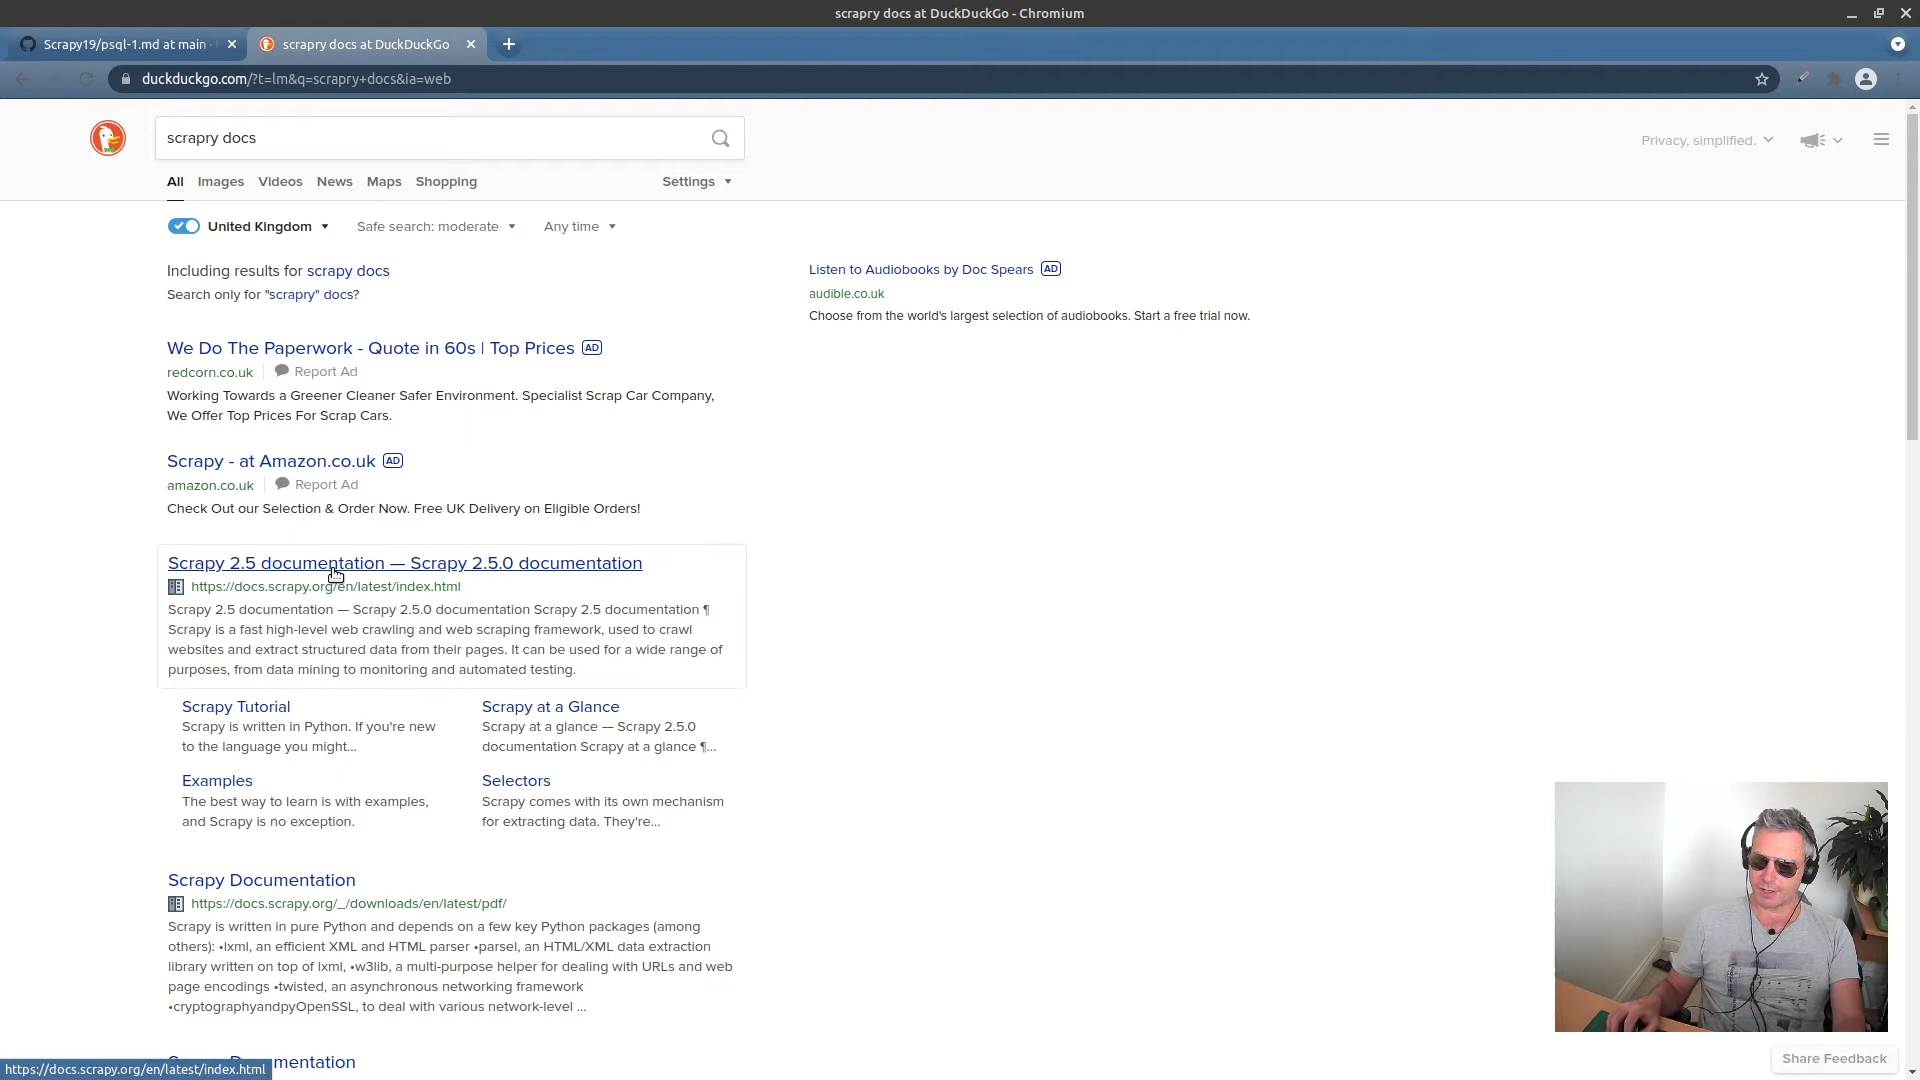 scrapry docs at DuckDuckGo - Chromium
Scrapy19/psql-1.md at main
scrapry docs at DuckDuckGo
duckduckgo.com/?t=lm&q=scrapry+docs&ia=web
scrapry docs
Privacy, simplified.
All Images Videos News Maps Shopping Settings
United Kingdom Safe search: moderate Any time
Including results for scrapy docs
Search only for "scrapry" docs?
Listen to Audiobooks by Doc Spears AD
audible.co.uk
Choose from the world's largest selection of audiobooks. Start a free trial now.
We Do The Paperwork - Quote in 60s | Top Prices AD
redcorn.co.uk Report Ad
Working Towards a Greener Cleaner Safer Environment. Specialist Scrap Car Company,
We Offer Top Prices For Scrap Cars.
Scrapy - at Amazon.co.uk AD
amazon.co.uk Report Ad
Check Out our Selection & Order Now. Free UK Delivery on Eligible Orders!
Scrapy 2.5 documentation — Scrapy 2.5.0 documentation
https://docs.scrapy.org/en/latest/index.html
Scrapy 2.5 documentation — Scrapy 2.5.0 documentation Scrapy 2.5 documentation ¶
Scrapy is a fast high-level web crawling and web scraping framework, used to crawl
websites and extract structured data from their pages. It can be used for a wide range of
purposes, from data mining to monitoring and automated testing.
Scrapy Tutorial
Scrapy is written in Python. If you're new
to the language you might...
Scrapy at a Glance
Scrapy at a glance — Scrapy 2.5.0
documentation Scrapy at a glance ¶...
Examples
The best way to learn is with examples,
and Scrapy is no exception.
Selectors
Scrapy comes with its own mechanism
for extracting data. They're...
Scrapy Documentation
https://docs.scrapy.org/_/downloads/en/latest/pdf/
Scrapy is written in pure Python and depends on a few key Python packages (among
others): •lxml, an efficient XML and HTML parser •parsel, an HTML/XML data extraction
library written on top of lxml, •w3lib, a multi-purpose helper for dealing with URLs and web
page encodings •twisted, an asynchronous networking framework
•cryptographyandpyOpenSSL, to deal with various network-level ...
Share Feedback
https://docs.scrapy.org/en/latest/index.html